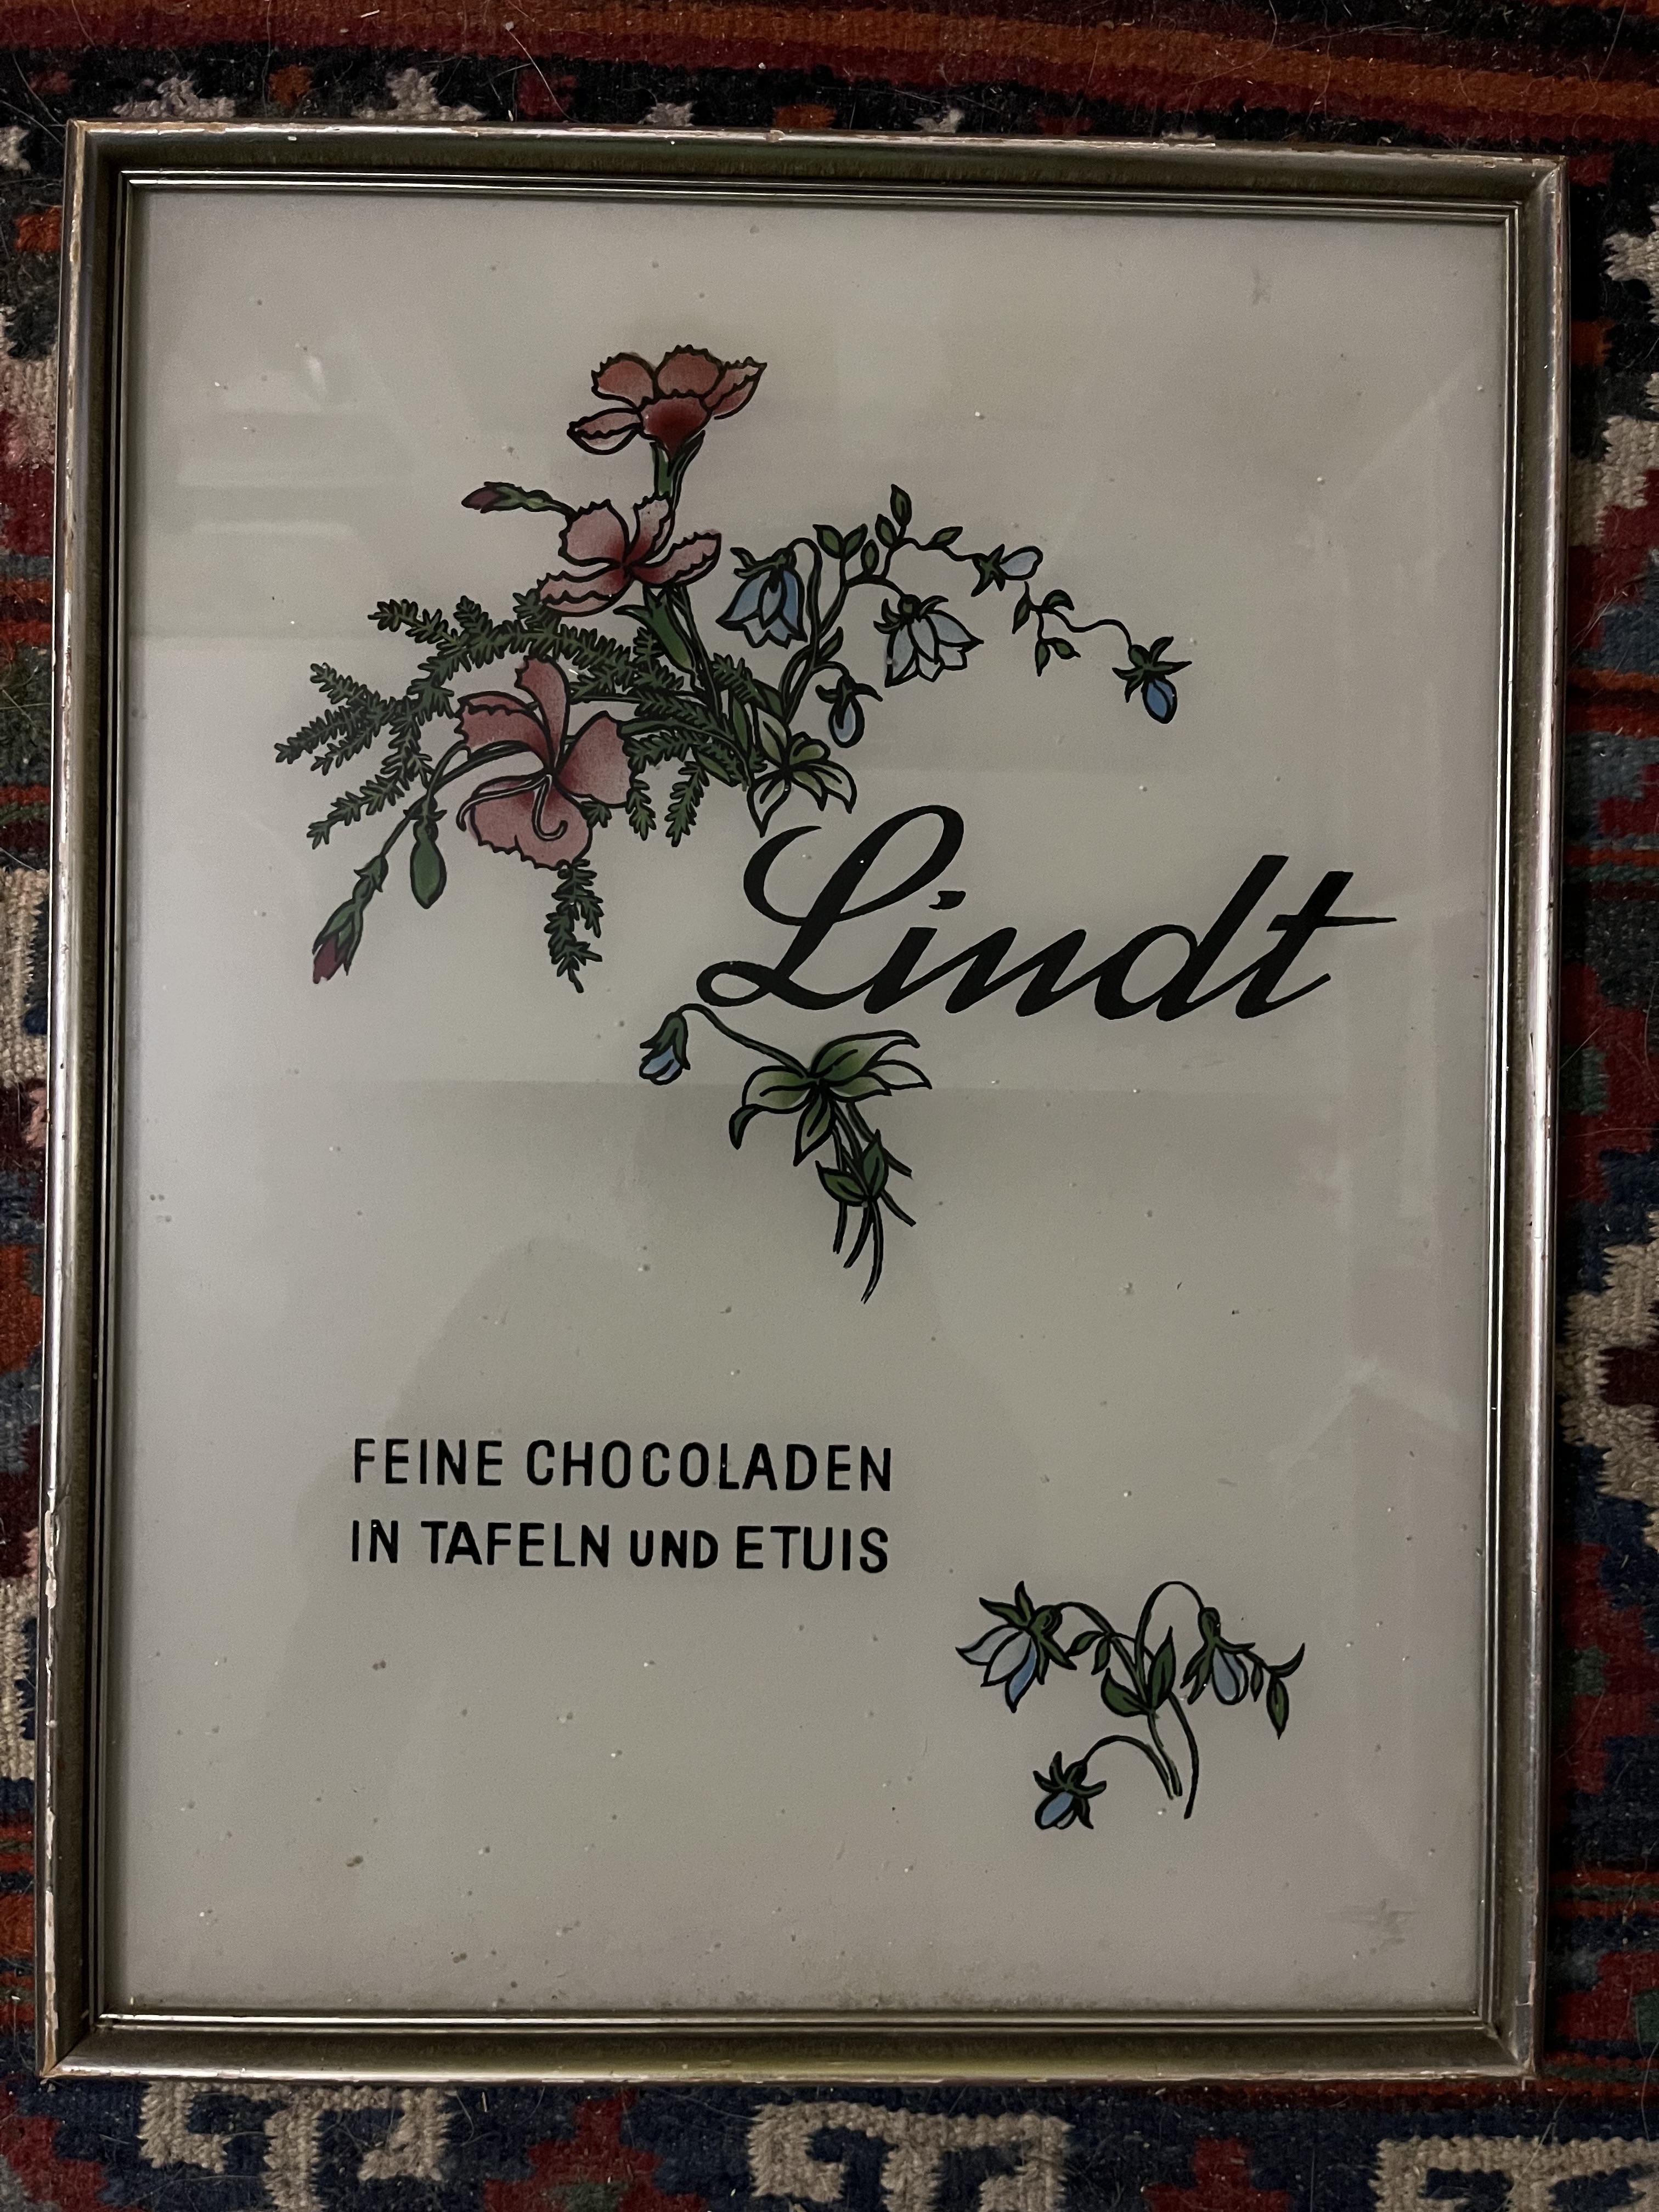 Lindt
FEINE CHOCOLADEN
IN TAFELN UND ETUIS